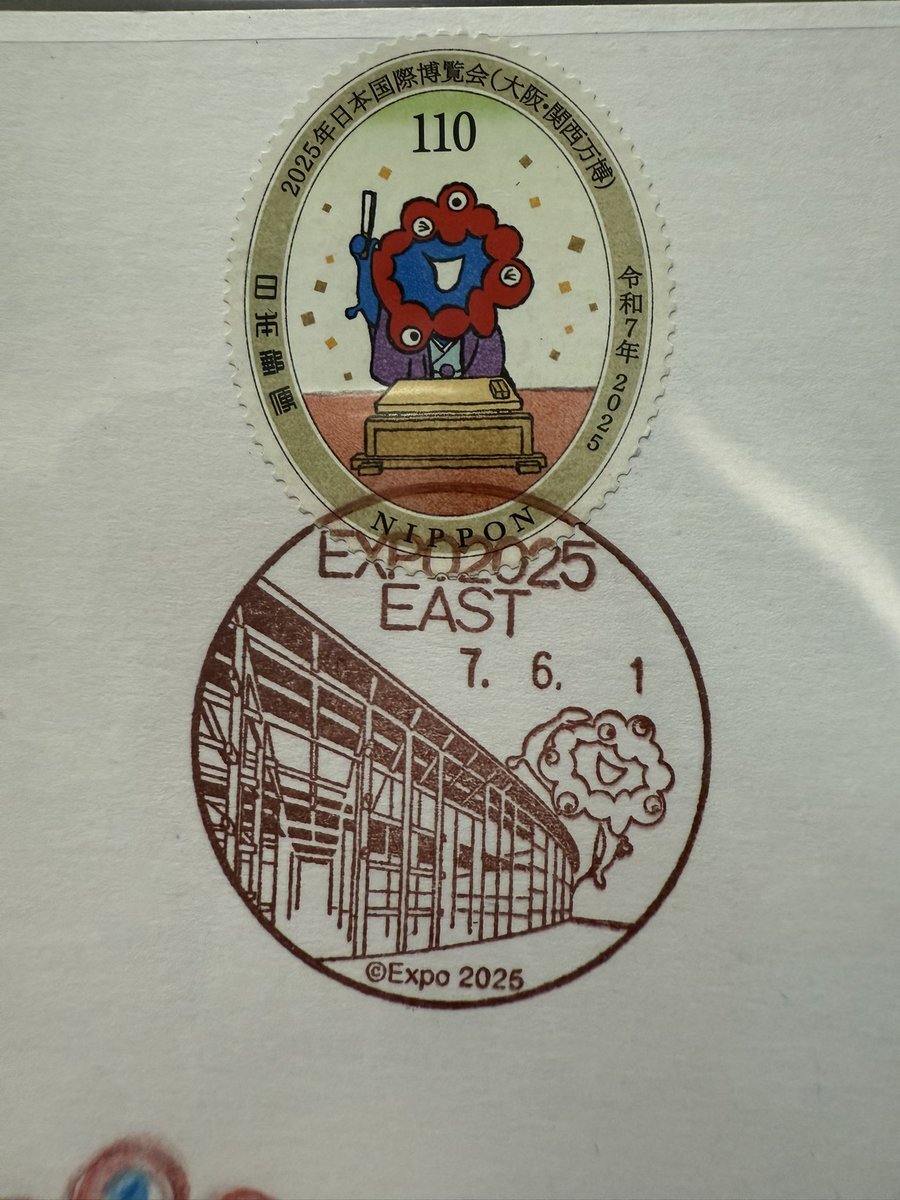 2025年日本国際博覧会(大阪・関西万博)
110
日本郵便
令和7年 2025
NIPPON
EXPO2025
EAST
7. 6. 1
©Expo 2025